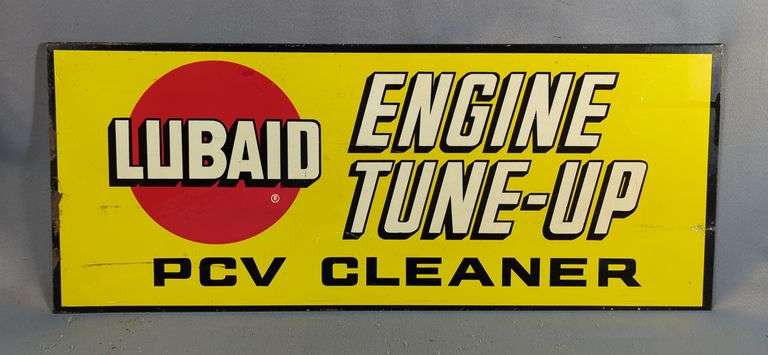 LUBAID
®
ENGINE
TUNE-UP
PCV CLEANER